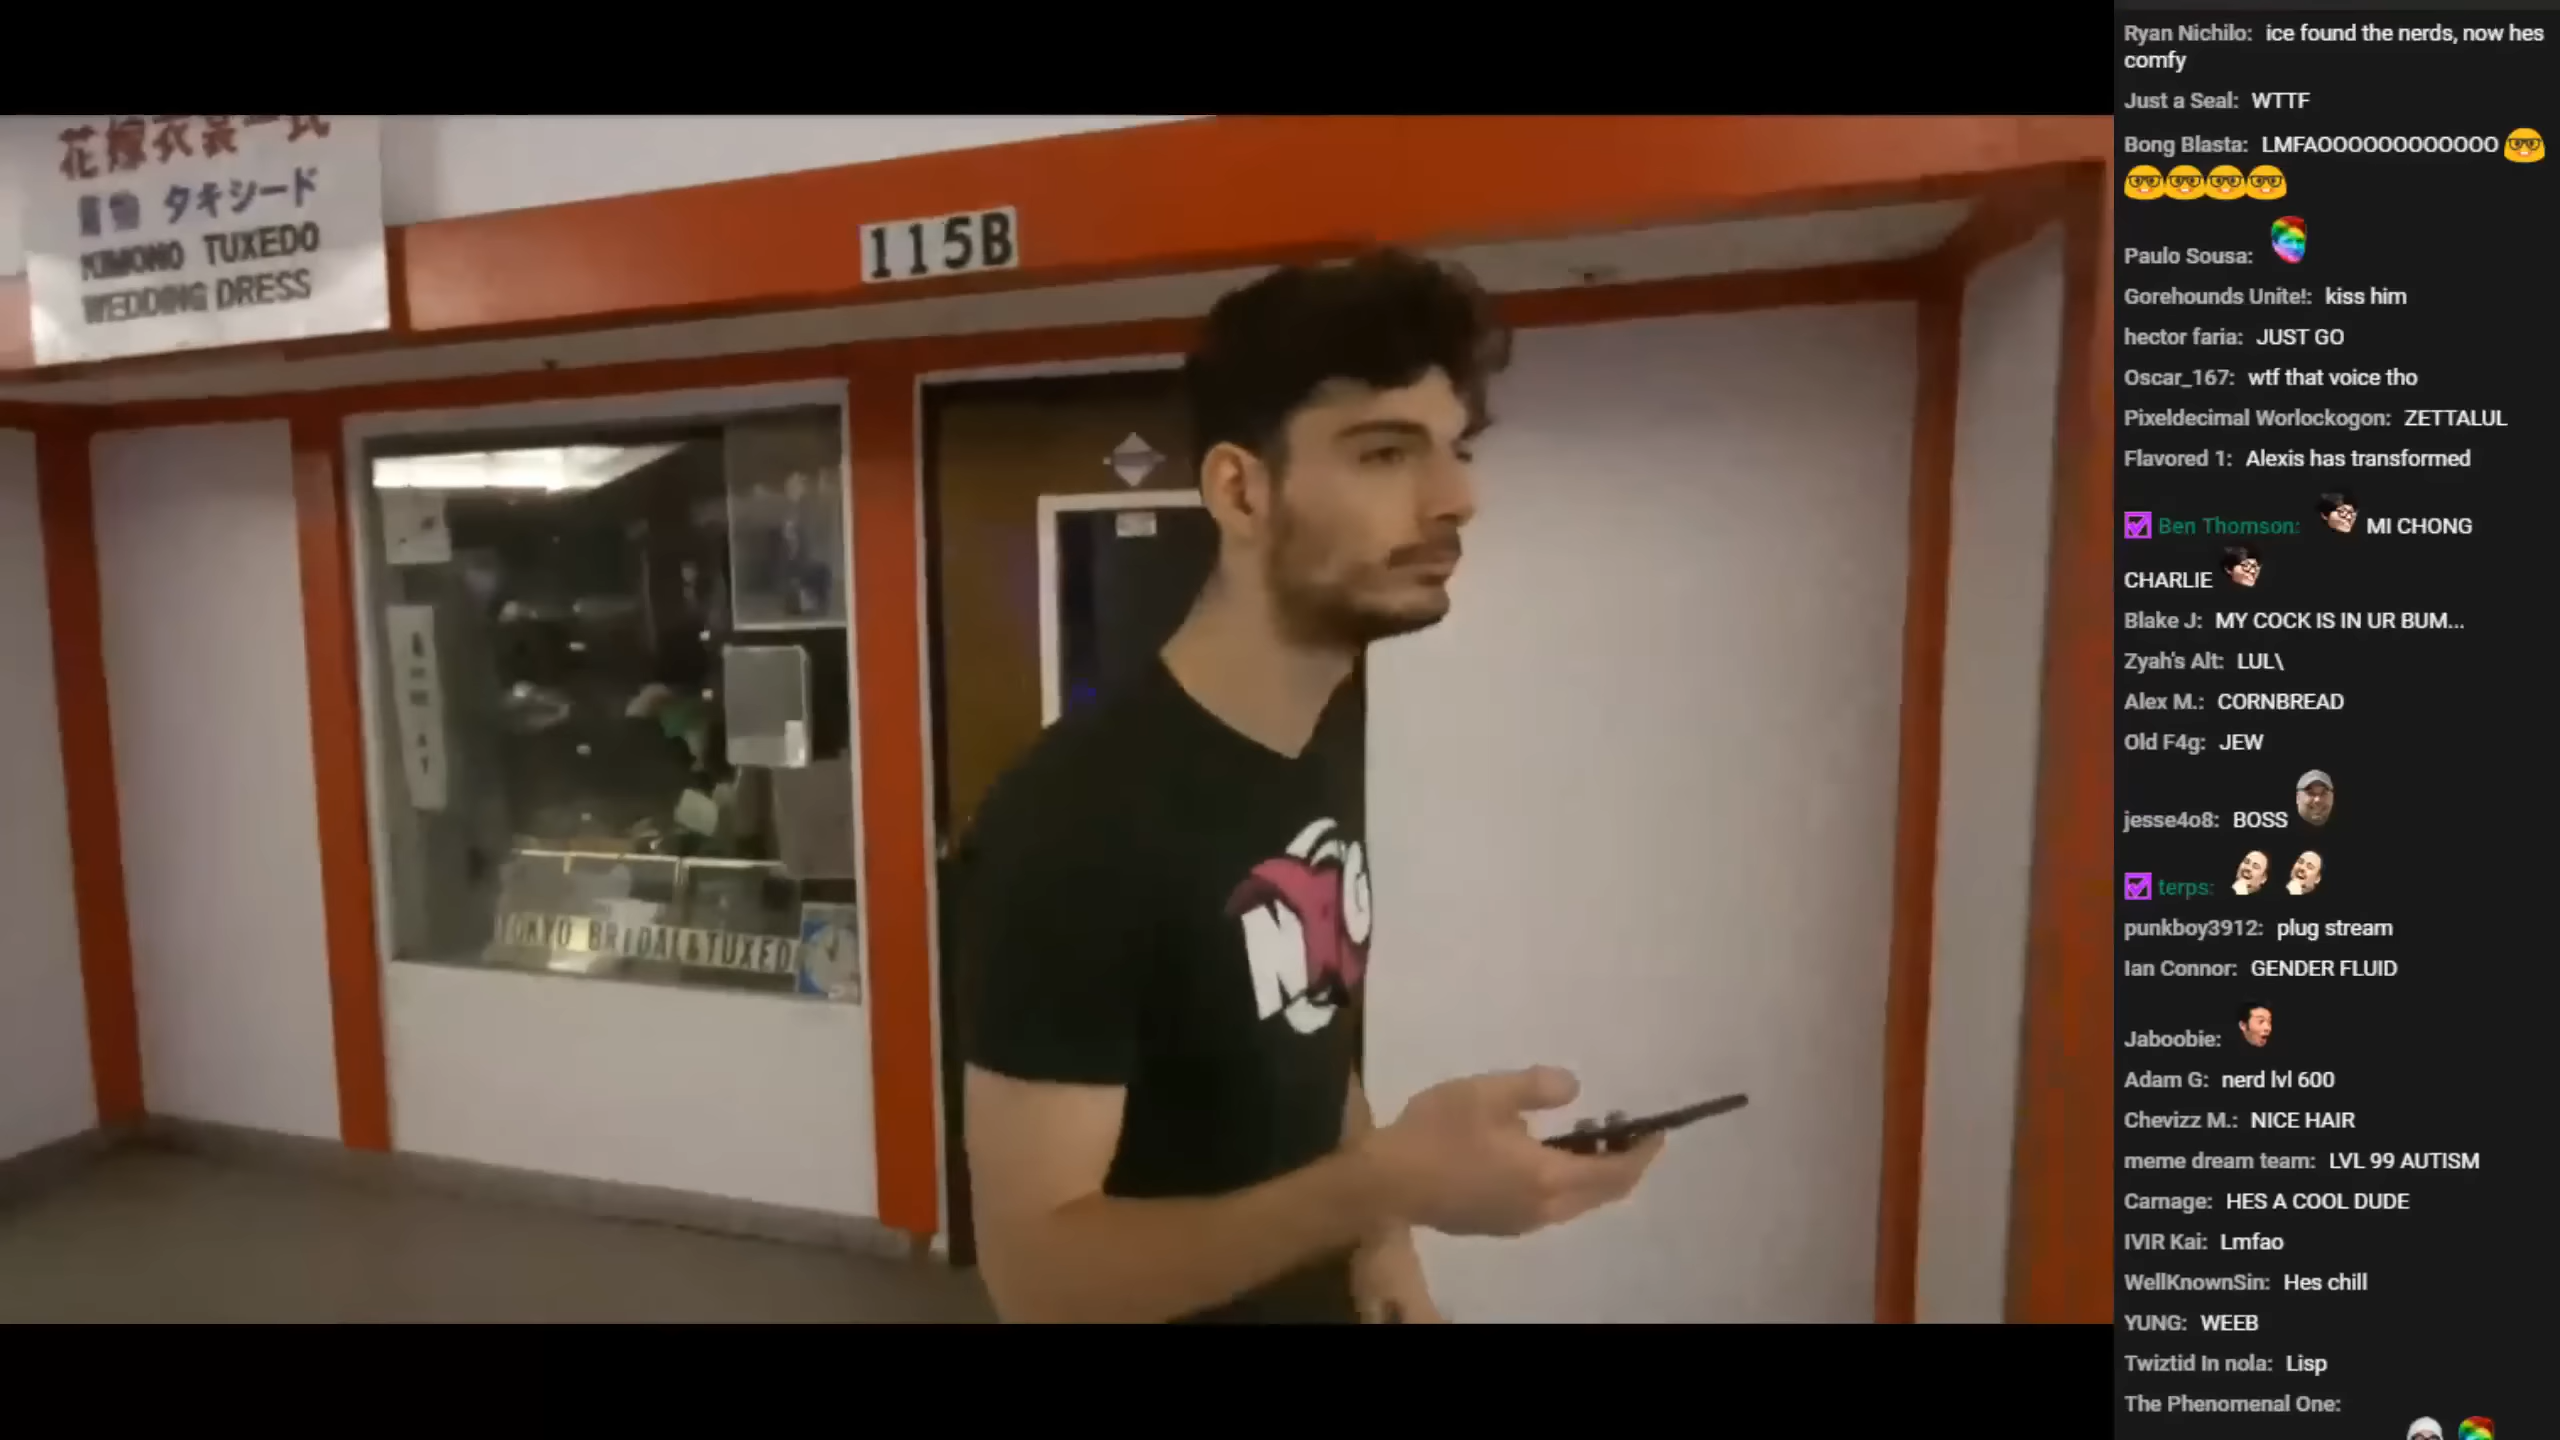 花嫁衣裳一式
貸物 タキシード
KIMONO TUXEDO
WEDDING DRESS
115B
TOKYO BRIDAL & TUXEDO
Ryan Nichilo: ice found the nerds, now hes
comfy
Just a Seal: WTTF
Bong Blasta: LMFAOOOOOOOOOOOO
Paulo Sousa:
Gorehounds Unite!: kiss him
hector faria: JUST GO
Oscar_167: wtf that voice tho
Pixeldecimal Worlockogon: ZETTALUL
Flavored 1: Alexis has transformed
Ben Thomson: MI CHONG
CHARLIE
Blake J: MY COCK IS IN UR BUM...
Zyah's Alt: LUL\
Alex M.: CORNBREAD
Old F4g: JEW
jesse4o8: BOSS
terps:
punkboy3912: plug stream
Ian Connor: GENDER FLUID
Jaboobie:
Adam G: nerd lvl 600
Chevizz M.: NICE HAIR
meme dream team: LVL 99 AUTISM
Carnage: HES A COOL DUDE
IVIR Kai: Lmfao
WellKnownSin: Hes chill
YUNG: WEEB
Twiztid In nola: Lisp
The Phenomenal One: